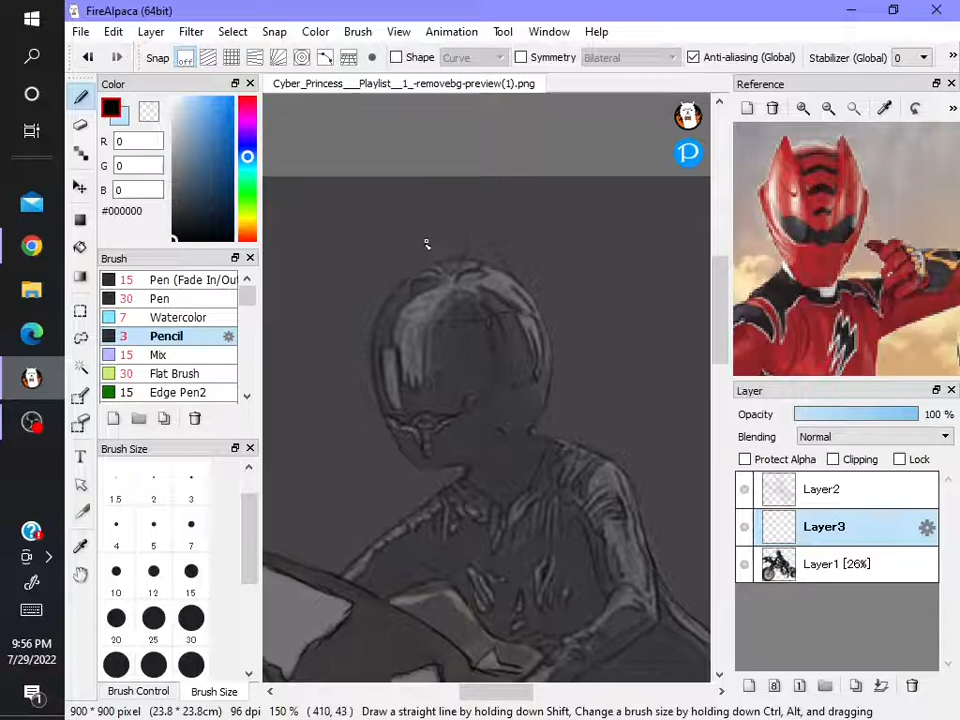 FireAlpaca (64bit)
File Edit Layer Filter Select Snap Color Brush View Animation Tool Window Help
Snap off Shape Curve Symmetry Bilateral Anti-aliasing (Global) Stabilizer (Global) 0
Color
Cyber_Princess___Playlist__1_-removebg-preview(1).png
Reference
R 0
G 0
B 0
#000000
Brush
15 Pen (Fade In/Out
30 Pen
7 Watercolor
3 Pencil
15 Mix
30 Flat Brush
15 Edge Pen2
Brush Size
1.5 2 3
4 5 7
10 12 15
20 25 30
Brush Control Brush Size
Layer
Opacity 100 %
Blending Normal
Protect Alpha Clipping Lock
Layer2
Layer3
Layer1 [26%]
9:56 PM
7/29/2022
900 * 900 pixel (23.8 * 23.8cm) 96 dpi 150 % ( 410, 43 ) Draw a straight line by holding down Shift, Change a brush size by holding down Ctrl, Alt, and dragging